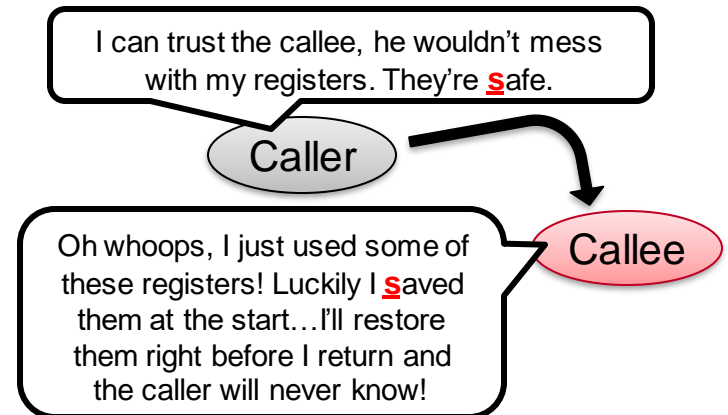 I can trust the callee, he wouldn’t mess
with my registers. They’re safe.
Caller
Callee
Oh whoops, I just used some of
these registers! Luckily I saved
them at the start…I’ll restore
them right before I return and
the caller will never know!